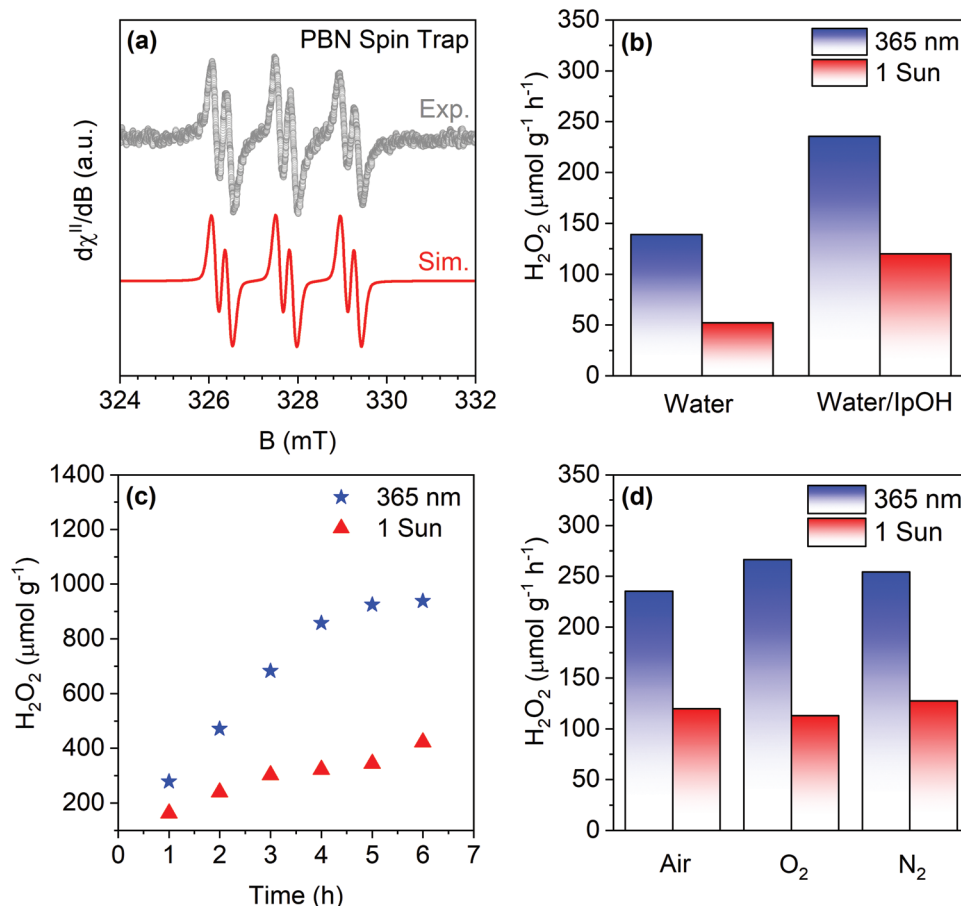 (a) PBN Spin Trap
Exp.
Sim.
dχᴵᴵ/dB (a.u.)
324 326 328 330 332
B (mT)
(b) 365 nm
1 Sun
H₂O₂ (μmol g⁻¹ h⁻¹)
350
300
250
200
150
100
50
0
Water Water/IpOH
(c) 365 nm
1 Sun
H₂O₂ (μmol g⁻¹)
1400
1200
1000
800
600
400
200
0 1 2 3 4 5 6 7
Time (h)
(d) 365 nm
1 Sun
H₂O₂ (μmol g⁻¹ h⁻¹)
350
300
250
200
150
100
50
0
Air O₂ N₂